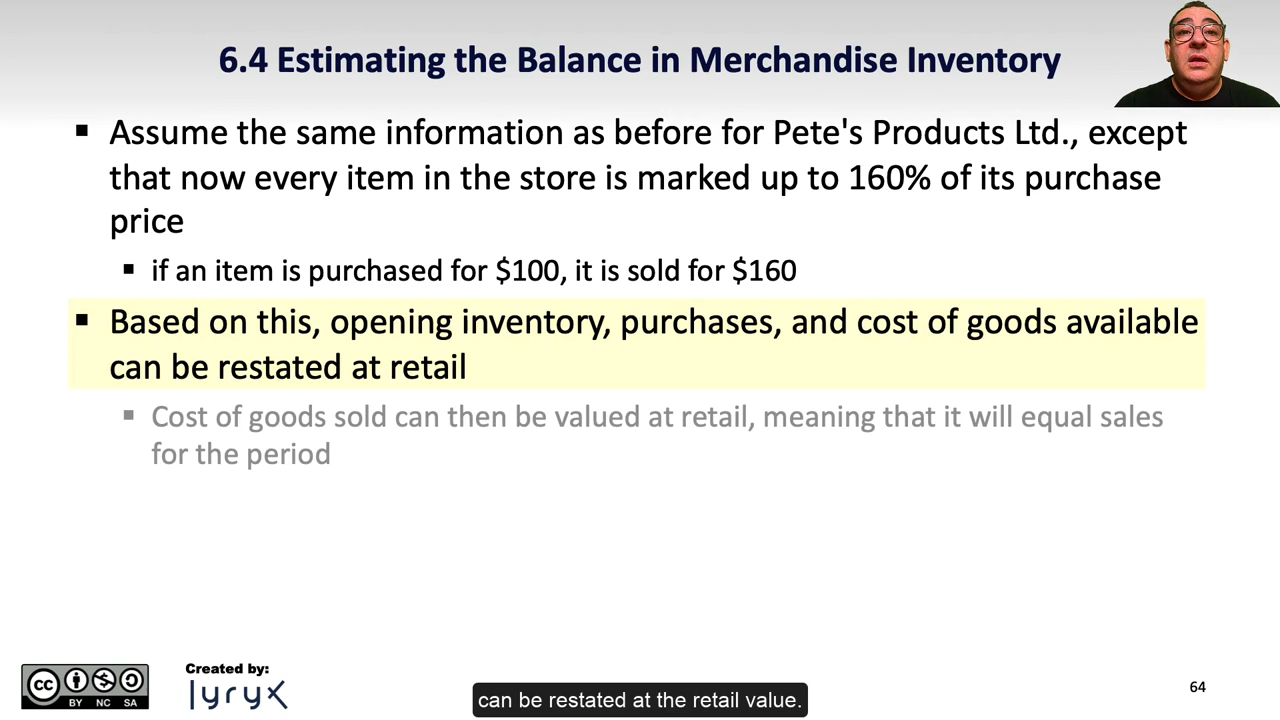 6.4 Estimating the Balance in Merchandise Inventory
▪ Assume the same information as before for Pete's Products Ltd., except
that now every item in the store is marked up to 160% of its purchase
price
▪ if an item is purchased for $100, it is sold for $160
▪ Based on this, opening inventory, purchases, and cost of goods available
can be restated at retail
▪ Cost of goods sold can then be valued at retail, meaning that it will equal sales
for the period
cc BY NC SA
Created by:
lyryx
can be restated at the retail value.
64